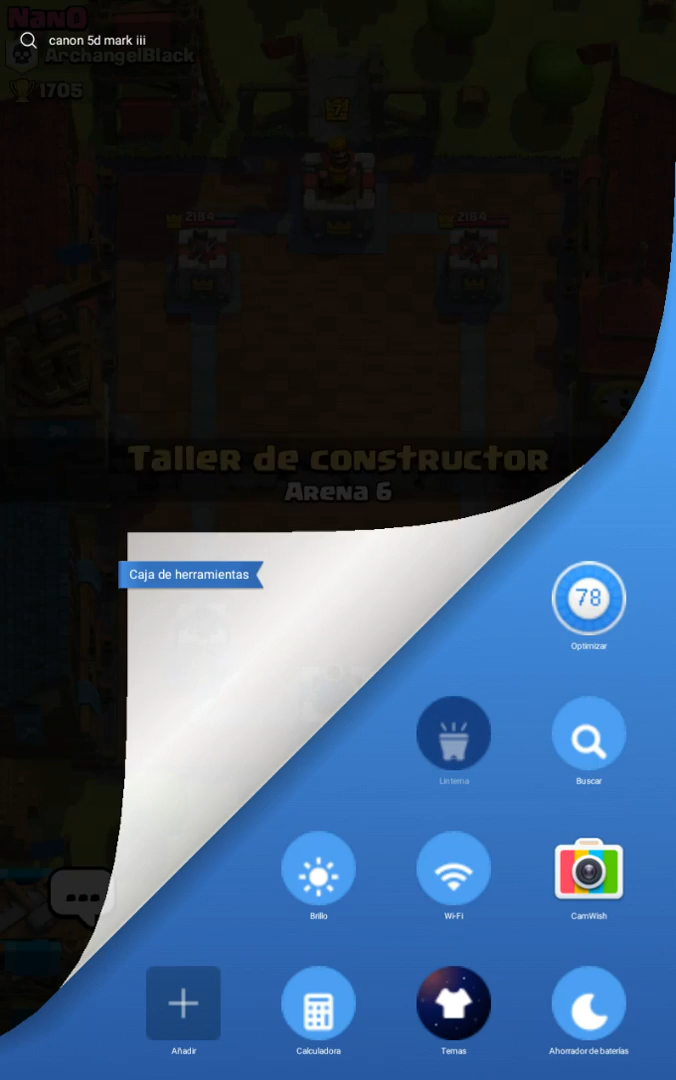 NanO
canon 5d mark iii
ArchangelBlack
1705
2184
2184
Taller de constructor
Arena 6
Caja de herramientas
78
Optimizar
Linterna
Buscar
Brillo
Wi-Fi
CamWish
Añadir
Calculadora
Temas
Ahorrador de baterías